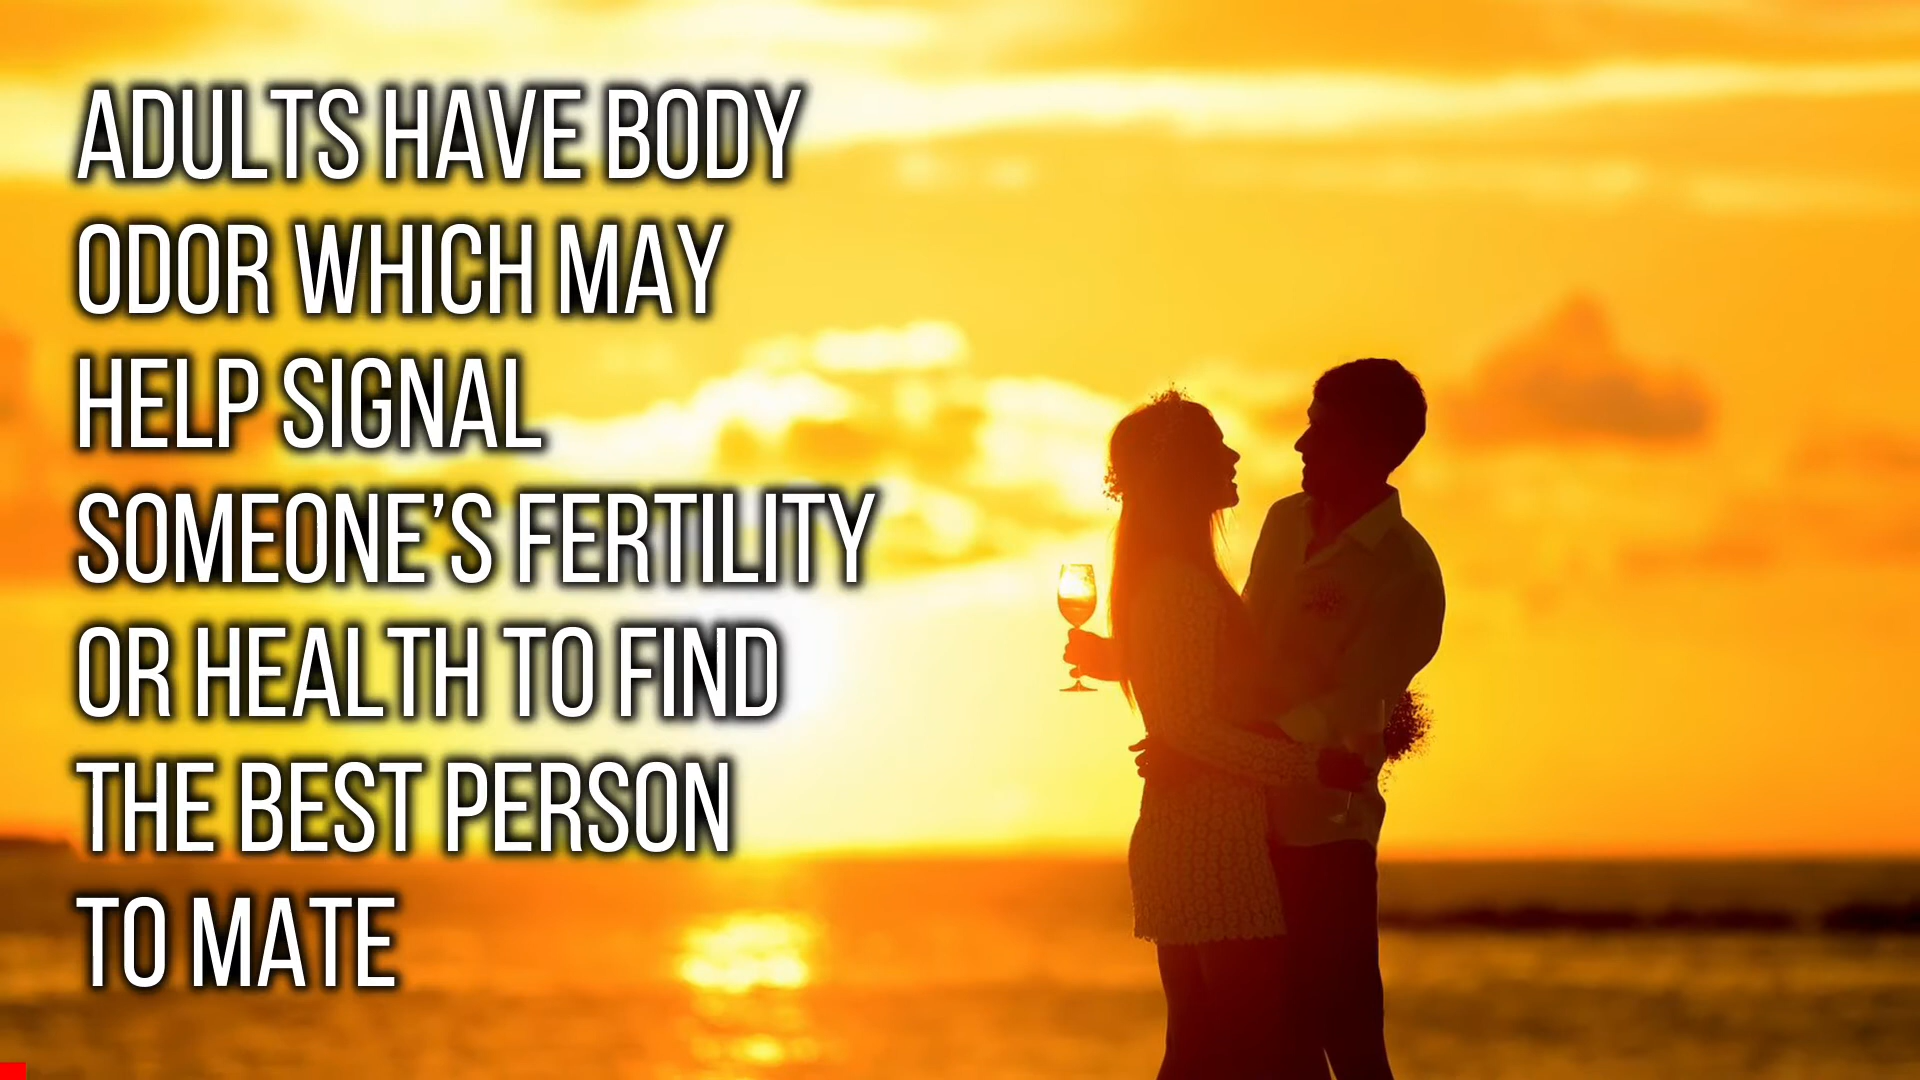 ADULTS HAVE BODY
ODOR WHICH MAY
HELP SIGNAL
SOMEONE'S FERTILITY
OR HEALTH TO FIND
THE BEST PERSON
TO MATE